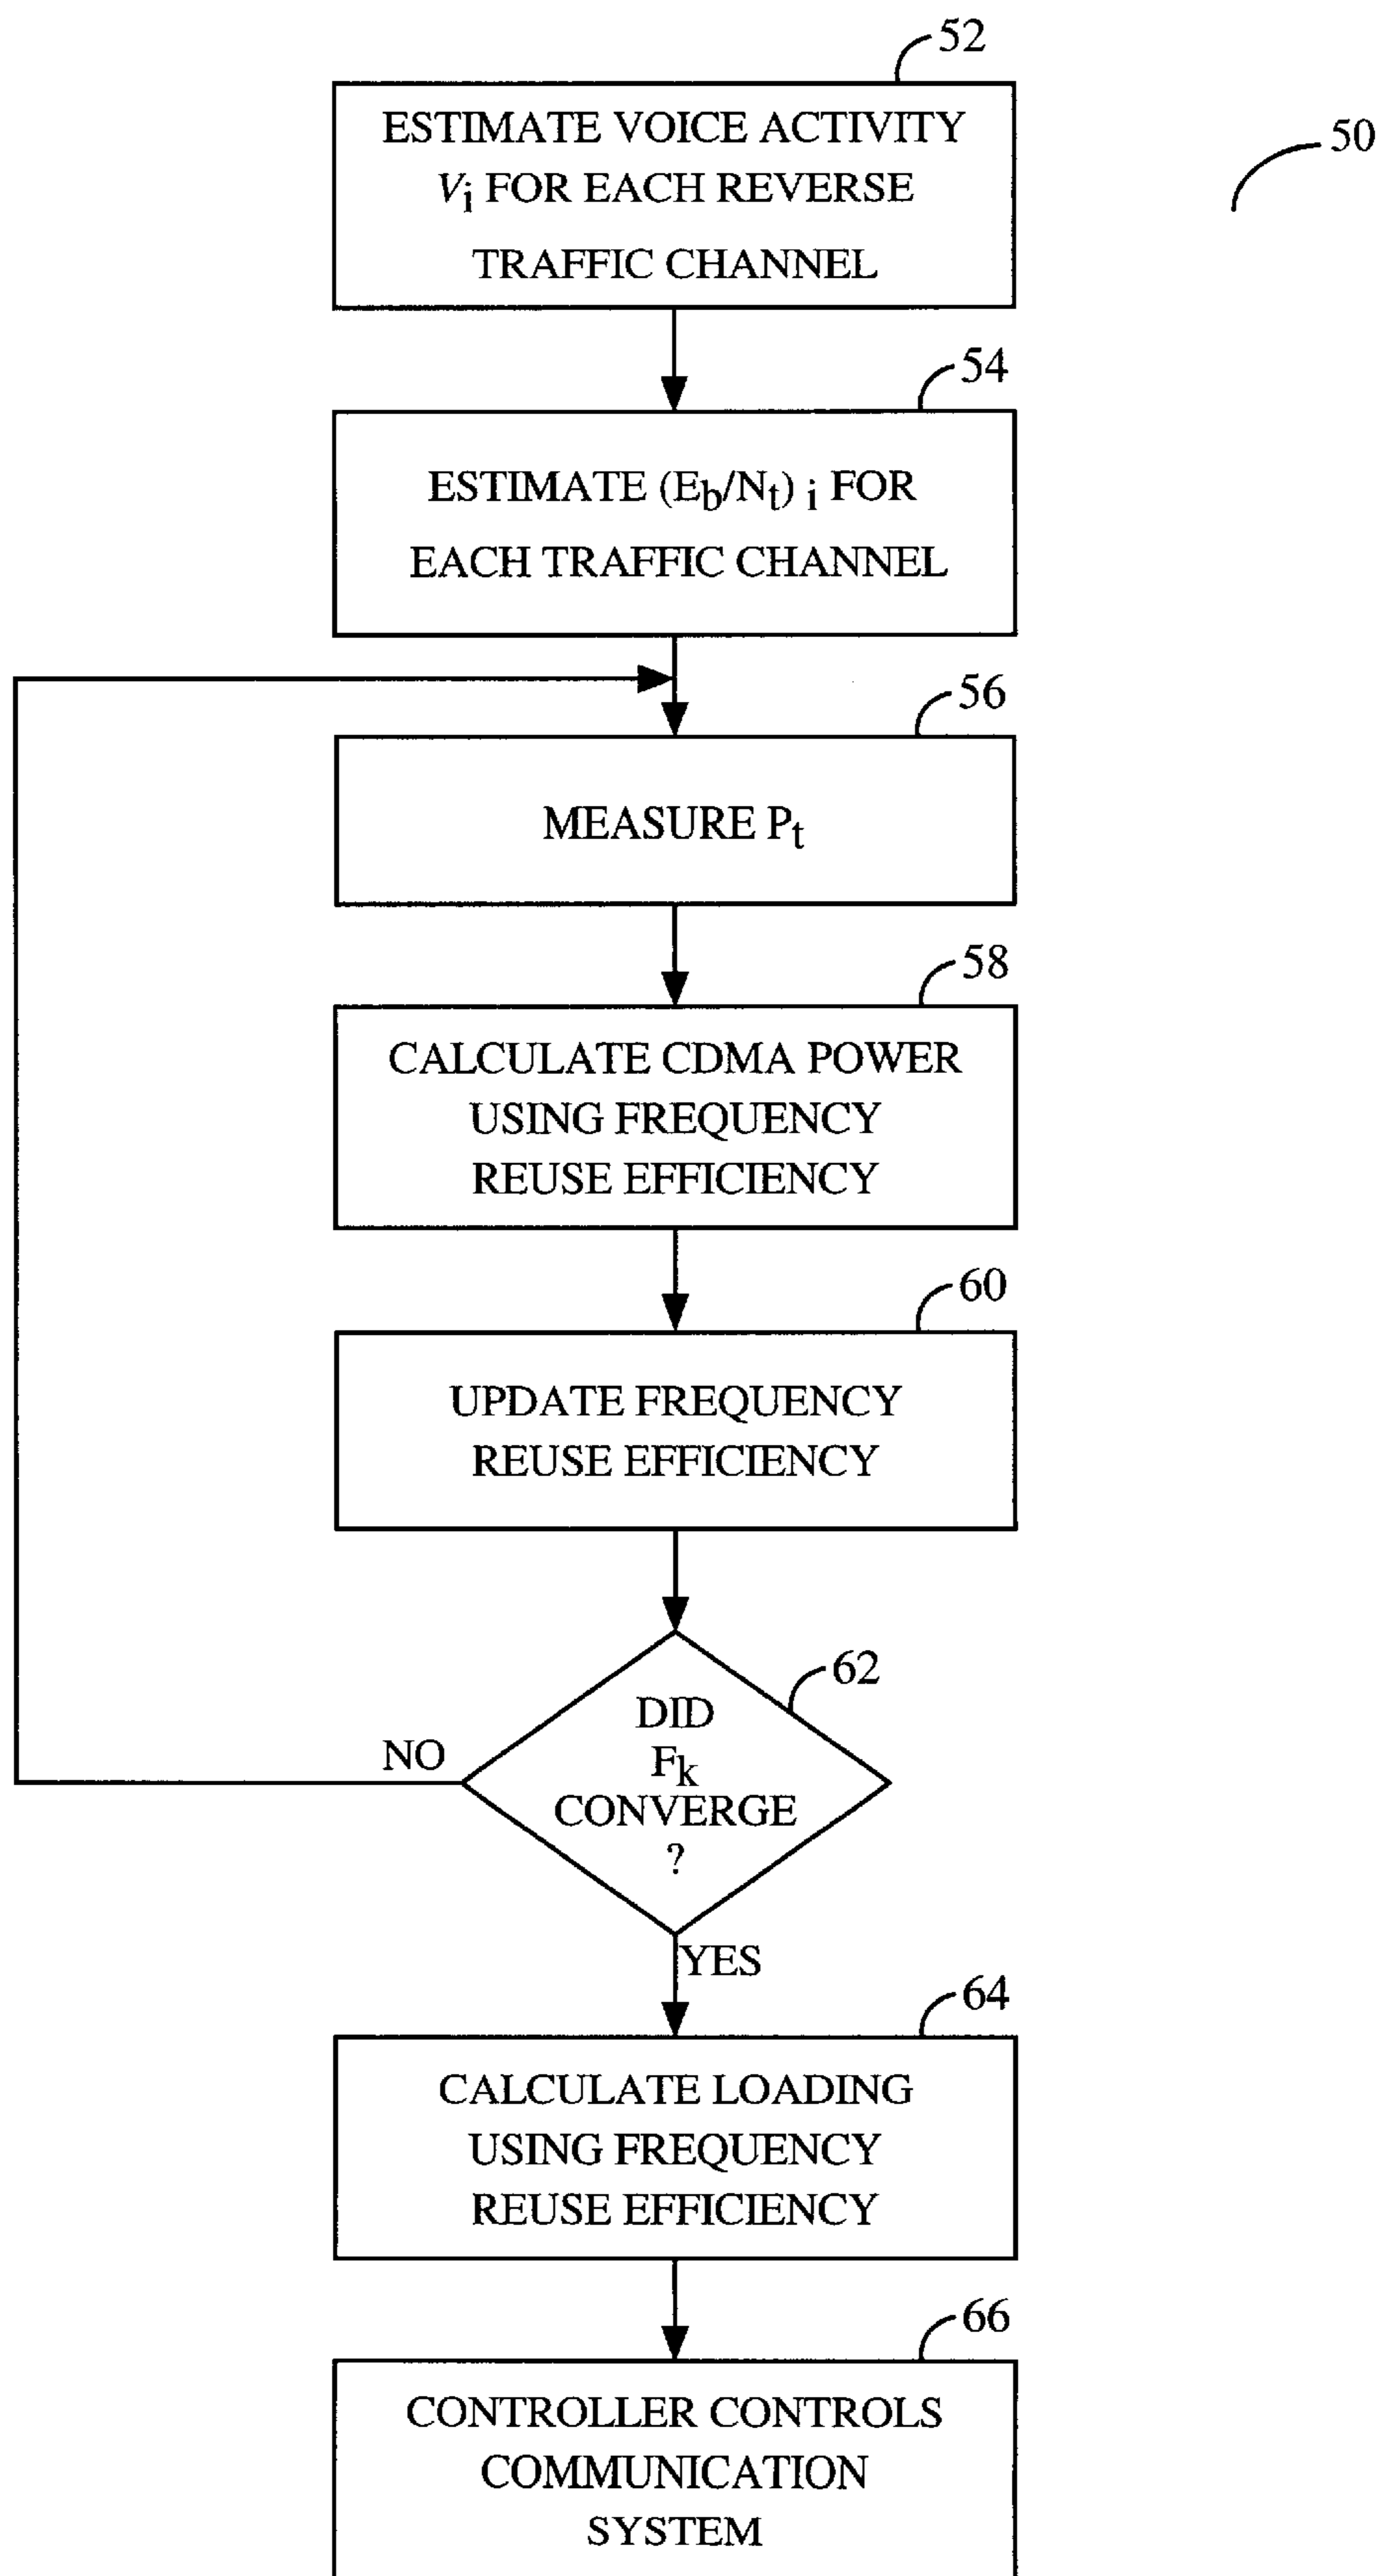 52
50
ESTIMATE VOICE ACTIVITY
Vi FOR EACH REVERSE
TRAFFIC CHANNEL
54
ESTIMATE (Eb/Nt) i FOR
EACH TRAFFIC CHANNEL
56
MEASURE Pt
58
CALCULATE CDMA POWER
USING FREQUENCY
REUSE EFFICIENCY
60
UPDATE FREQUENCY
REUSE EFFICIENCY
62
DID
Fk
CONVERGE
?
NO
YES
64
CALCULATE LOADING
USING FREQUENCY
REUSE EFFICIENCY
66
CONTROLLER CONTROLS
COMMUNICATION
SYSTEM